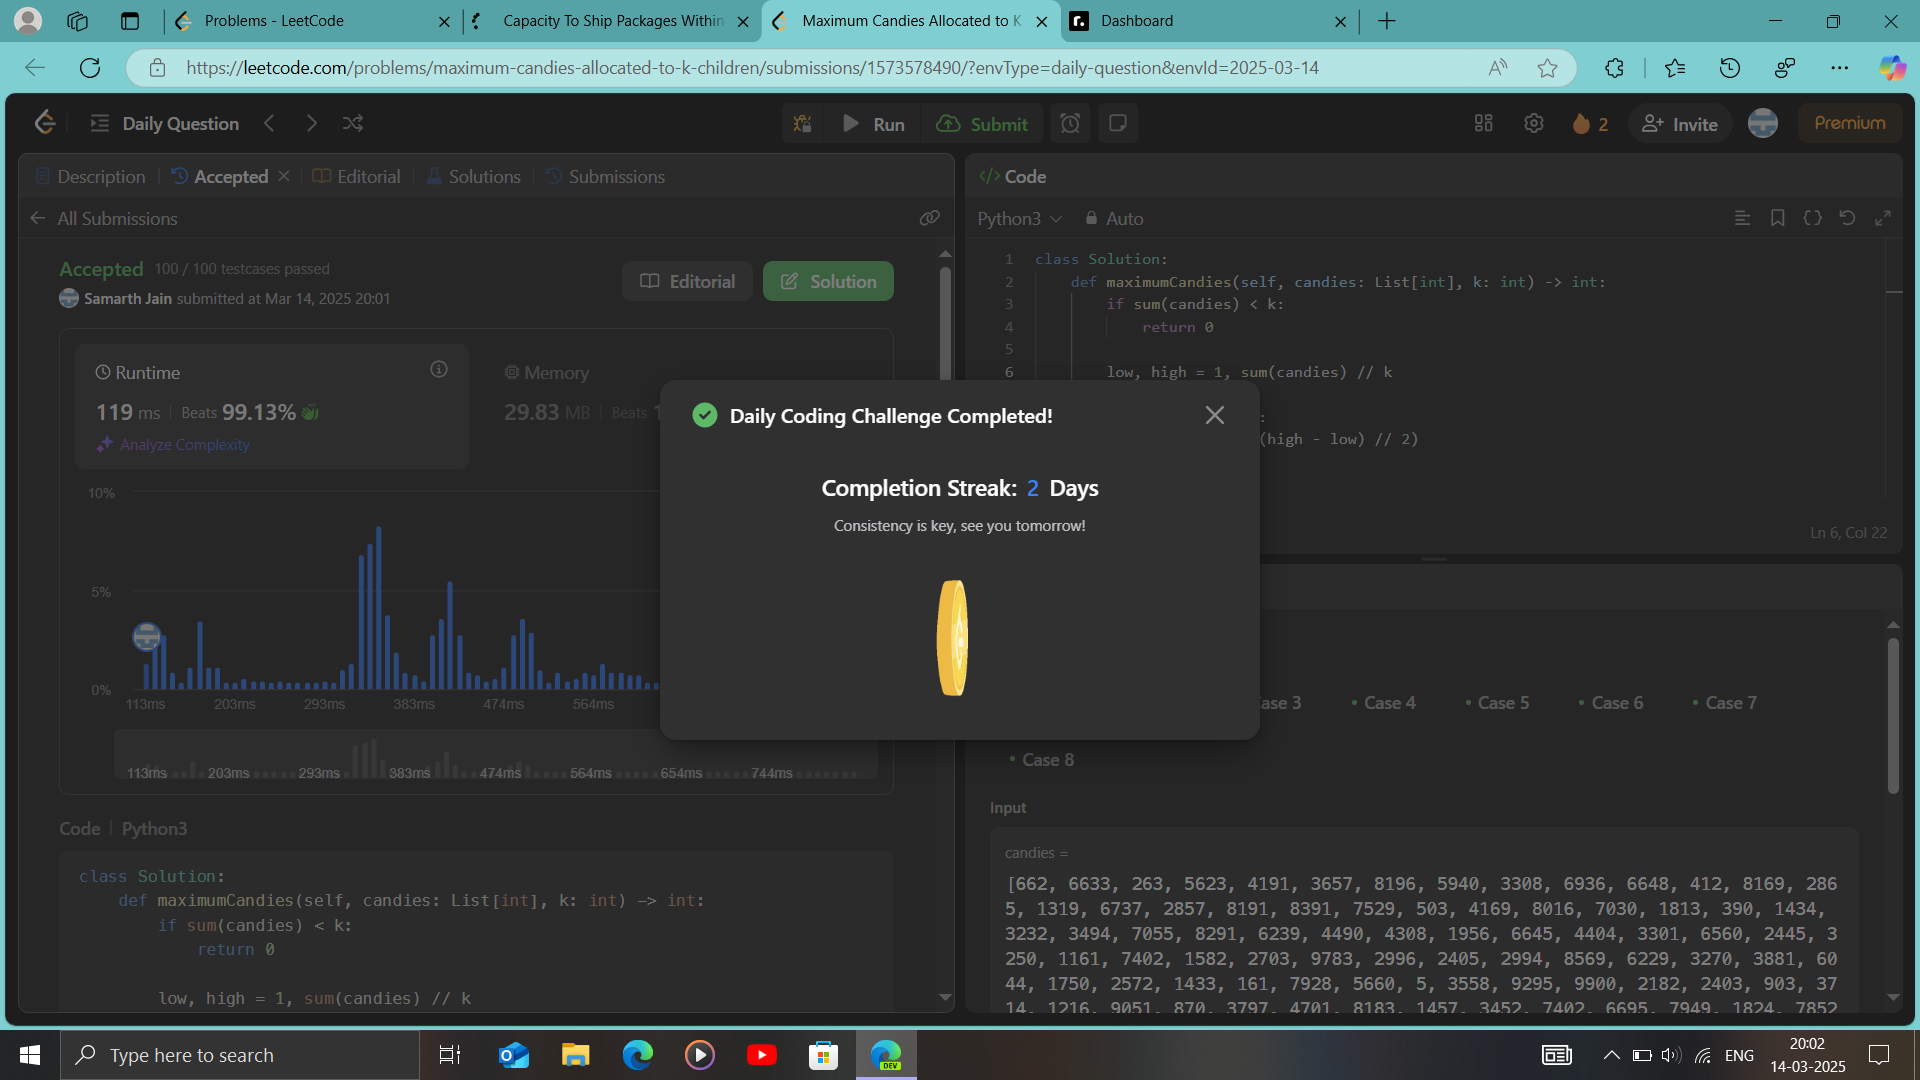 Problems - LeetCode
Capacity To Ship Packages Within
Maximum Candies Allocated to K
Dashboard
https://leetcode.com/problems/maximum-candies-allocated-to-k-children/submissions/1573578490/?envType=daily-question&envId=2025-03-14
Daily Question
Run
Submit
2
Invite
Premium
Description
Accepted
Editorial
Solutions
Submissions
All Submissions
Accepted 100 / 100 testcases passed
Samarth Jain submitted at Mar 14, 2025 20:01
Editorial
Solution
Runtime
119 ms Beats 99.13%
Analyze Complexity
Memory
29.83 MB Beats
10%
5%
0%
113ms 203ms 293ms 383ms 474ms 564ms
113ms 203ms 293ms 383ms 474ms 564ms 654ms 744ms
Code Python3
class Solution:
def maximumCandies(self, candies: List[int], k: int) -> int:
if sum(candies) < k:
return 0
low, high = 1, sum(candies) // k
Daily Coding Challenge Completed!
Completion Streak: 2 Days
Consistency is key, see you tomorrow!
</> Code
Python3
Auto
1 class Solution:
2 def maximumCandies(self, candies: List[int], k: int) -> int:
3 if sum(candies) < k:
4 return 0
5
6 low, high = 1, sum(candies) // k
:
(high - low) // 2)
Ln 6, Col 22
ase 3
Case 4
Case 5
Case 6
Case 7
Case 8
Input
candies =
[662, 6633, 263, 5623, 4191, 3657, 8196, 5940, 3308, 6936, 6648, 412, 8169, 286
5, 1319, 6737, 2857, 8191, 8391, 7529, 503, 4169, 8016, 7030, 1813, 390, 1434,
3232, 3494, 7055, 8291, 6239, 4490, 4308, 1956, 6645, 4404, 3301, 6560, 2445, 3
250, 1161, 7402, 1582, 2703, 9783, 2996, 2405, 2994, 8569, 6229, 3270, 3881, 60
44, 1750, 2572, 1433, 161, 7928, 5660, 5, 3558, 9295, 9900, 2182, 2403, 903, 37
14, 1216, 9051, 870, 3797, 4701, 8183, 1457, 3452, 7402, 6695, 7949, 1824, 7852
Type here to search
DEV
ENG
20:02
14-03-2025